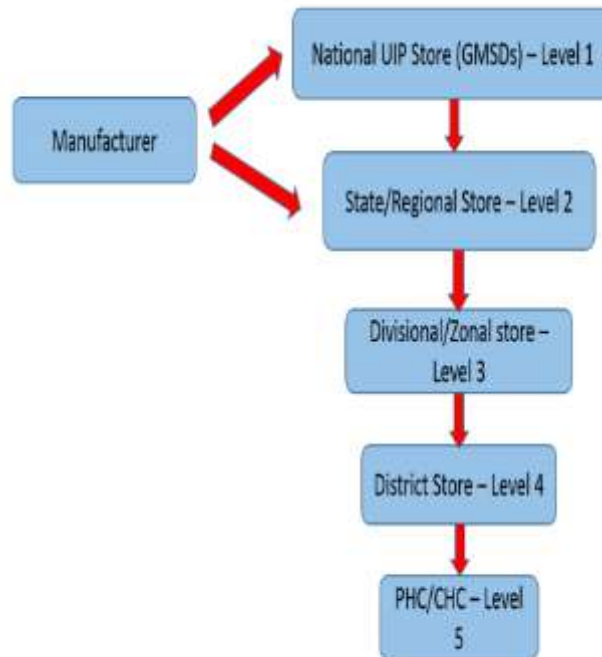 National UIP Store (GMSDs) – Level 1
Manufacturer
State/Regional Store – Level 2
Divisional/Zonal store –
Level 3
District Store – Level 4
PHC/CHC – Level
5